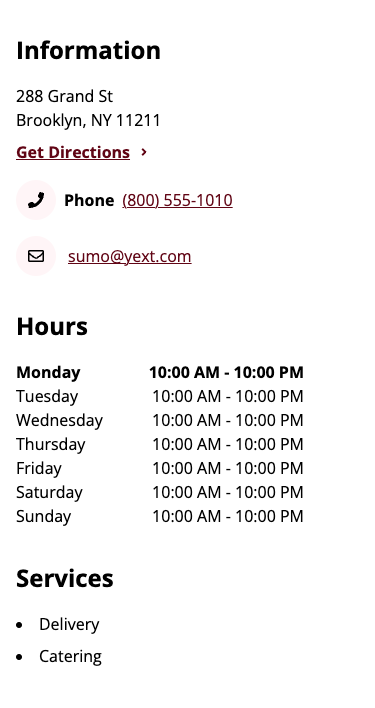 Information
288 Grand St
Brooklyn, NY 11211
Get Directions
Phone (800) 555-1010
sumo@yext.com
Hours
Monday 10:00 AM - 10:00 PM
Tuesday 10:00 AM - 10:00 PM
Wednesday 10:00 AM - 10:00 PM
Thursday 10:00 AM - 10:00 PM
Friday 10:00 AM - 10:00 PM
Saturday 10:00 AM - 10:00 PM
Sunday 10:00 AM - 10:00 PM
Services
• Delivery
• Catering